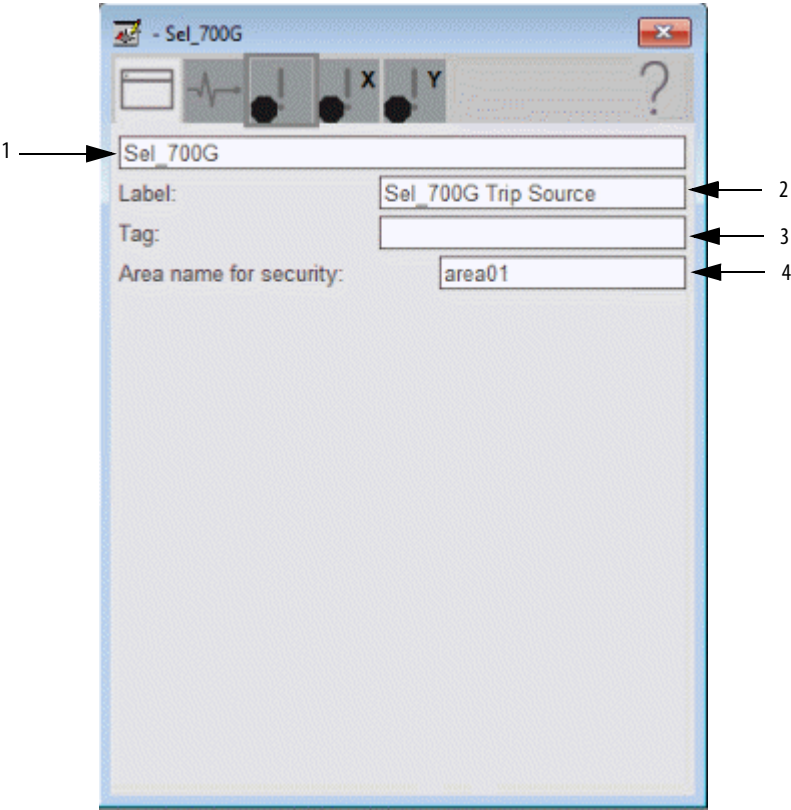 - Sel_700G
X Y ?
1 Sel_700G
Label: Sel_700G Trip Source 2
Tag: 3
Area name for security: area01 4